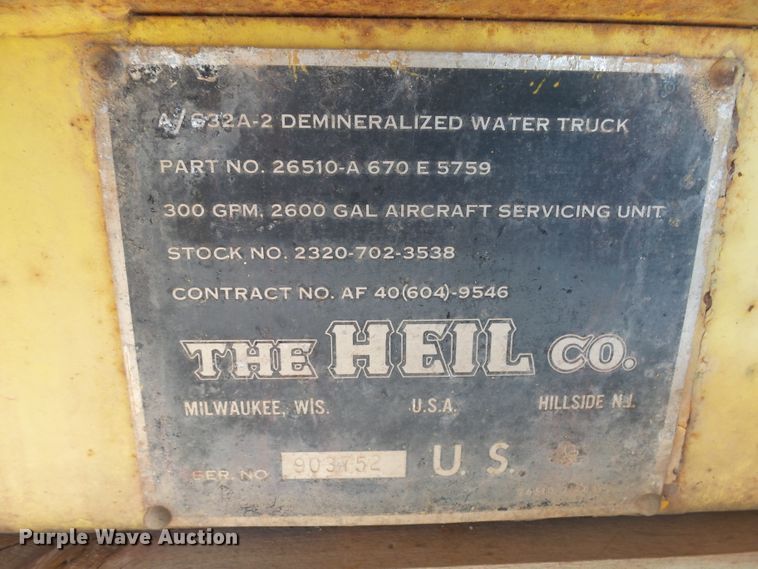 A/S32A-2 DEMINERALIZED WATER TRUCK
PART NO. 26510-A 670 E 5759
300 GPM. 2600 GAL AIRCRAFT SERVICING UNIT
STOCK NO. 2320-702-3538
CONTRACT NO. AF 40(604)-9546
THE HEIL CO.
MILWAUKEE, WIS. U.S.A. HILLSIDE N.J.
SER. NO 903752 U. S.
Purple Wave Auction